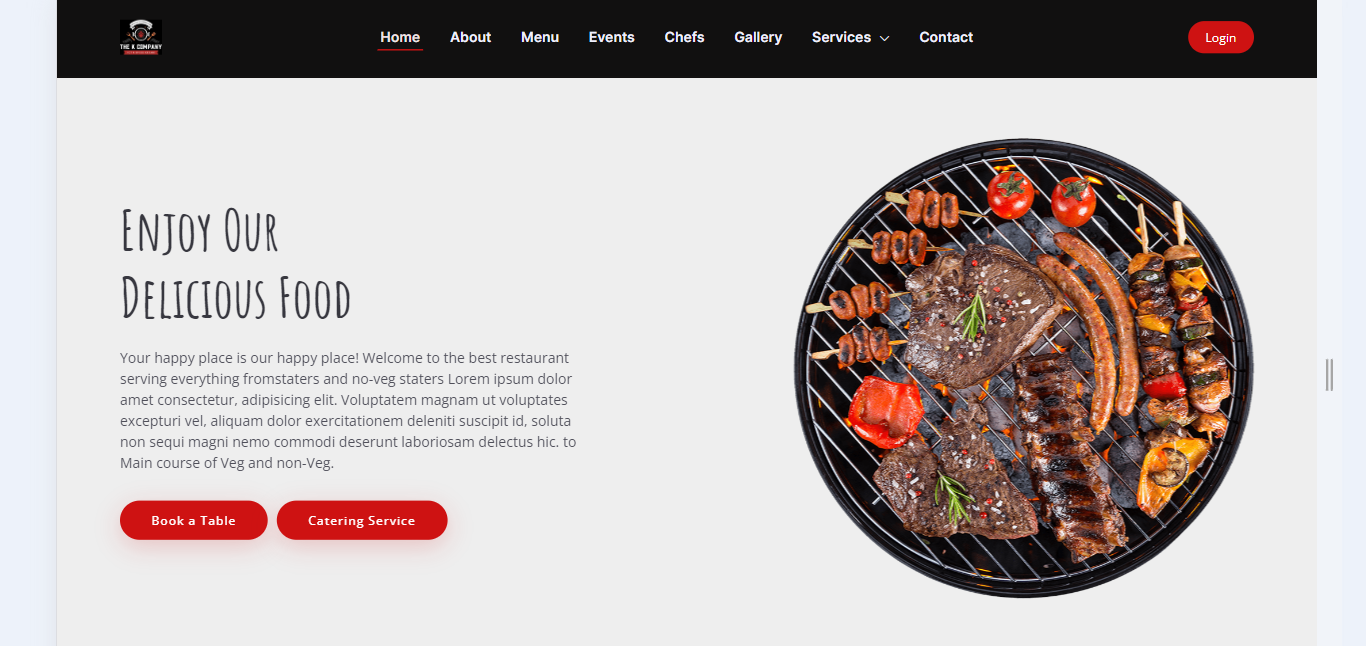 THE K COMPANY
Home
About
Menu
Events
Chefs
Gallery
Services
Contact
Login
Enjoy Our
Delicious Food
Your happy place is our happy place! Welcome to the best restaurant
serving everything fromstaters and no-veg staters Lorem ipsum dolor
amet consectetur, adipisicing elit. Voluptatem magnam ut voluptates
excepturi vel, aliquam dolor exercitationem deleniti suscipit id, soluta
non sequi magni nemo commodi deserunt laboriosam delectus hic. to
Main course of Veg and non-Veg.
Book a Table
Catering Service